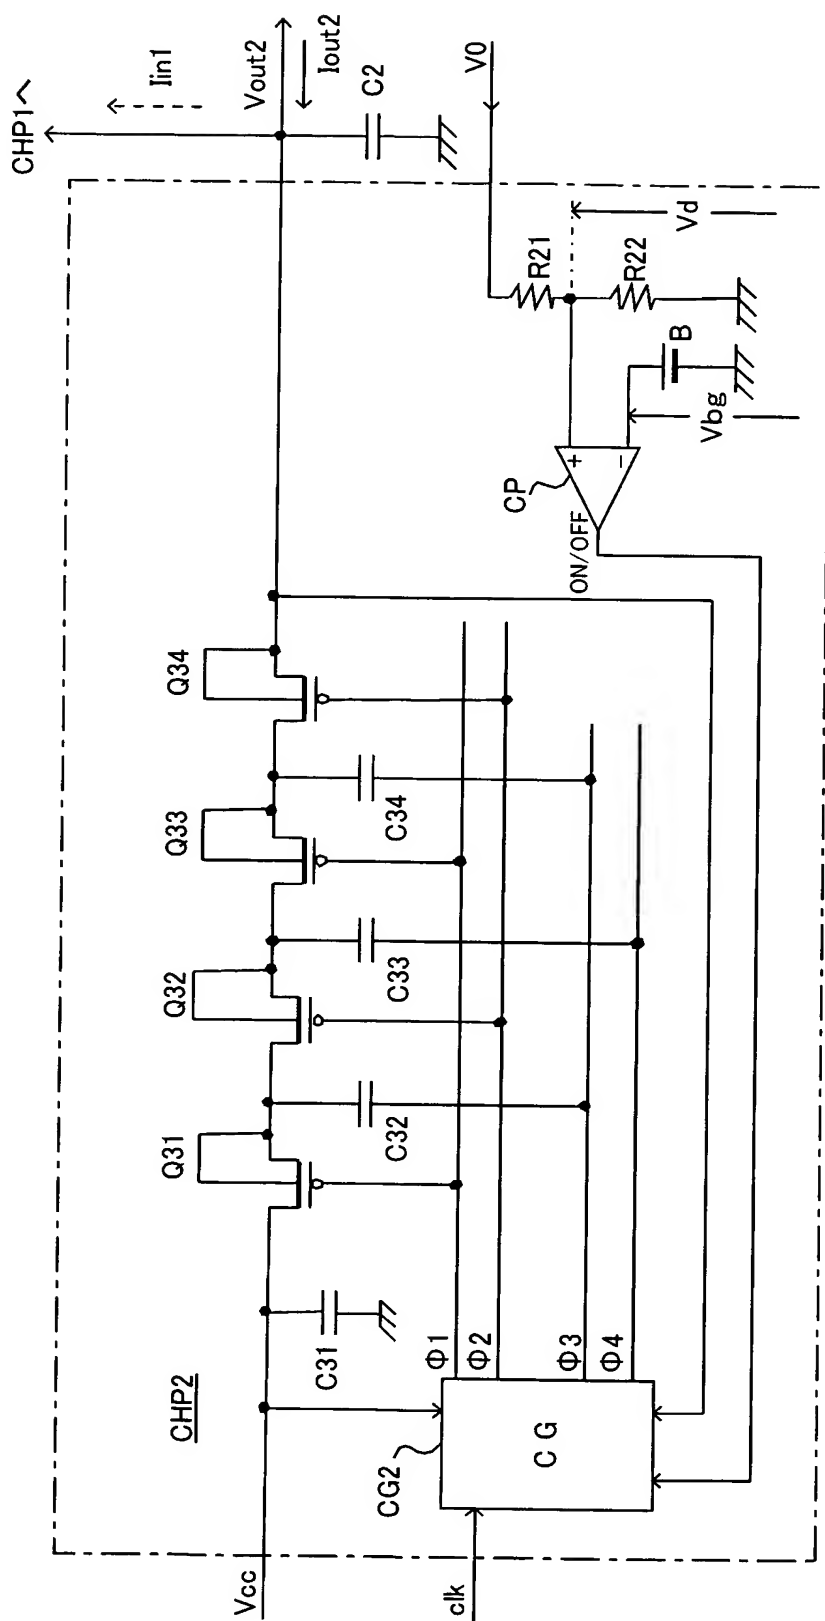 CHP1へ
Iin1
Vout2
Iout2
C2
V0
Q34
Q33
Q32
Q31
C34
C33
C32
C31
CHP2
R21
R22
Vd
CP
+
−
B
Vbg
ON/OFF
Φ1
Φ2
Φ3
Φ4
CG2
CG
Vcc
clk